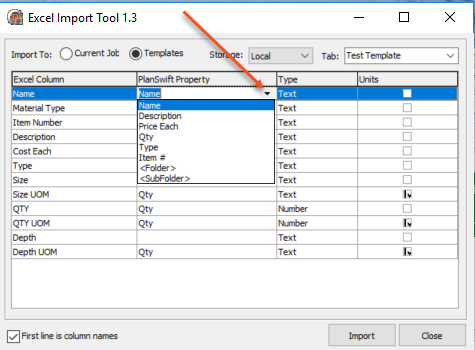 Excel Import Tool 1.3
Import To: Current Job Templates Storage: Local Tab: Test Template
Excel Column PlanSwift Property Type Units
Name Name Text
Material Type Name Text
Item Number Description Text
Description Price Each Text
Cost Each Qty Text
Type Type Text
Size Item # Text
<Folder>
Size UOM <SubFolder> Qty Text
QTY Qty Number
QTY UOM Qty Number
Depth Text
Depth UOM Qty Text
First line is column names Import Close